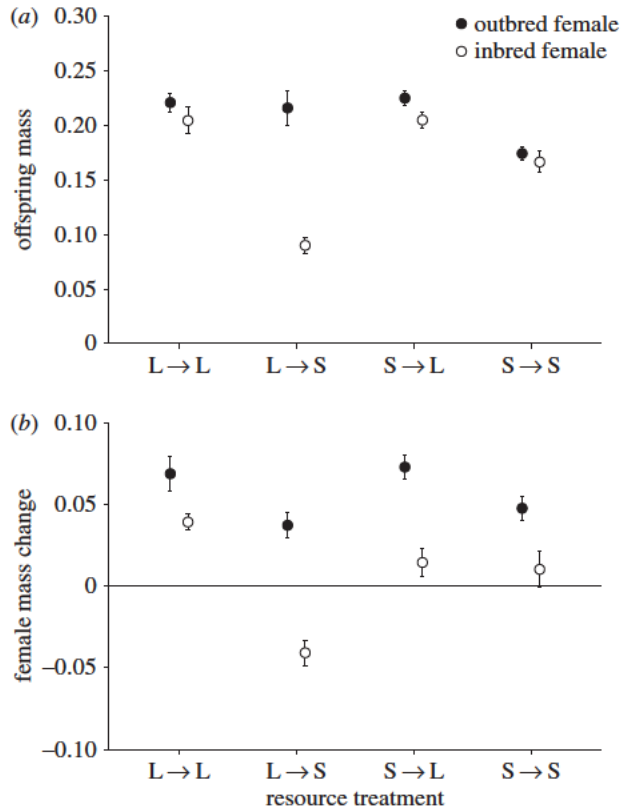 (a) 0.30
● outbred female
○ inbred female
0.25
0.20
offspring mass
0.15
0.10
0.05
0
L → L L → S S → L S → S
(b) 0.10
0.05
female mass change
0
–0.05
–0.10
L → L L → S S → L S → S
resource treatment